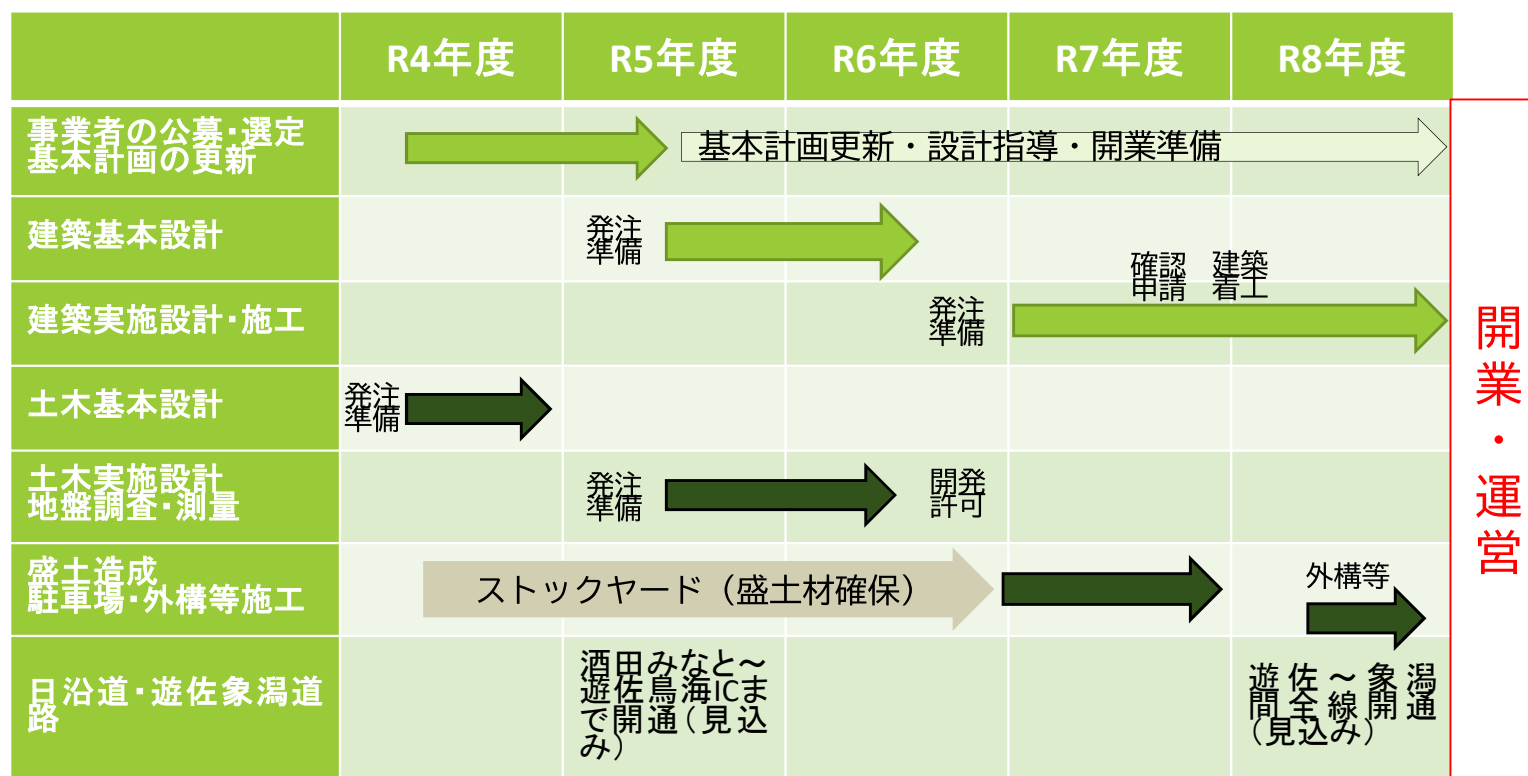 R4年度
R5年度
R6年度
R7年度
R8年度
事業者の公募・選定
基本計画の更新
基本計画更新・設計指導・開業準備
建築基本設計
発注
準備
建築実施設計・施工
発注
準備
確認
申請
建築
着工
土木基本設計
発注
準備
土木実施設計
地盤調査・測量
発注
準備
開発
許可
盛土造成
駐車場・外構等施工
ストックヤード（盛土材確保）
外構等
日沿道・遊佐象潟道
路
酒田みなと～
遊佐鳥海ICま
で開通（見込
み）
遊佐～象潟
間全線開通
（見込み）
開業・運営